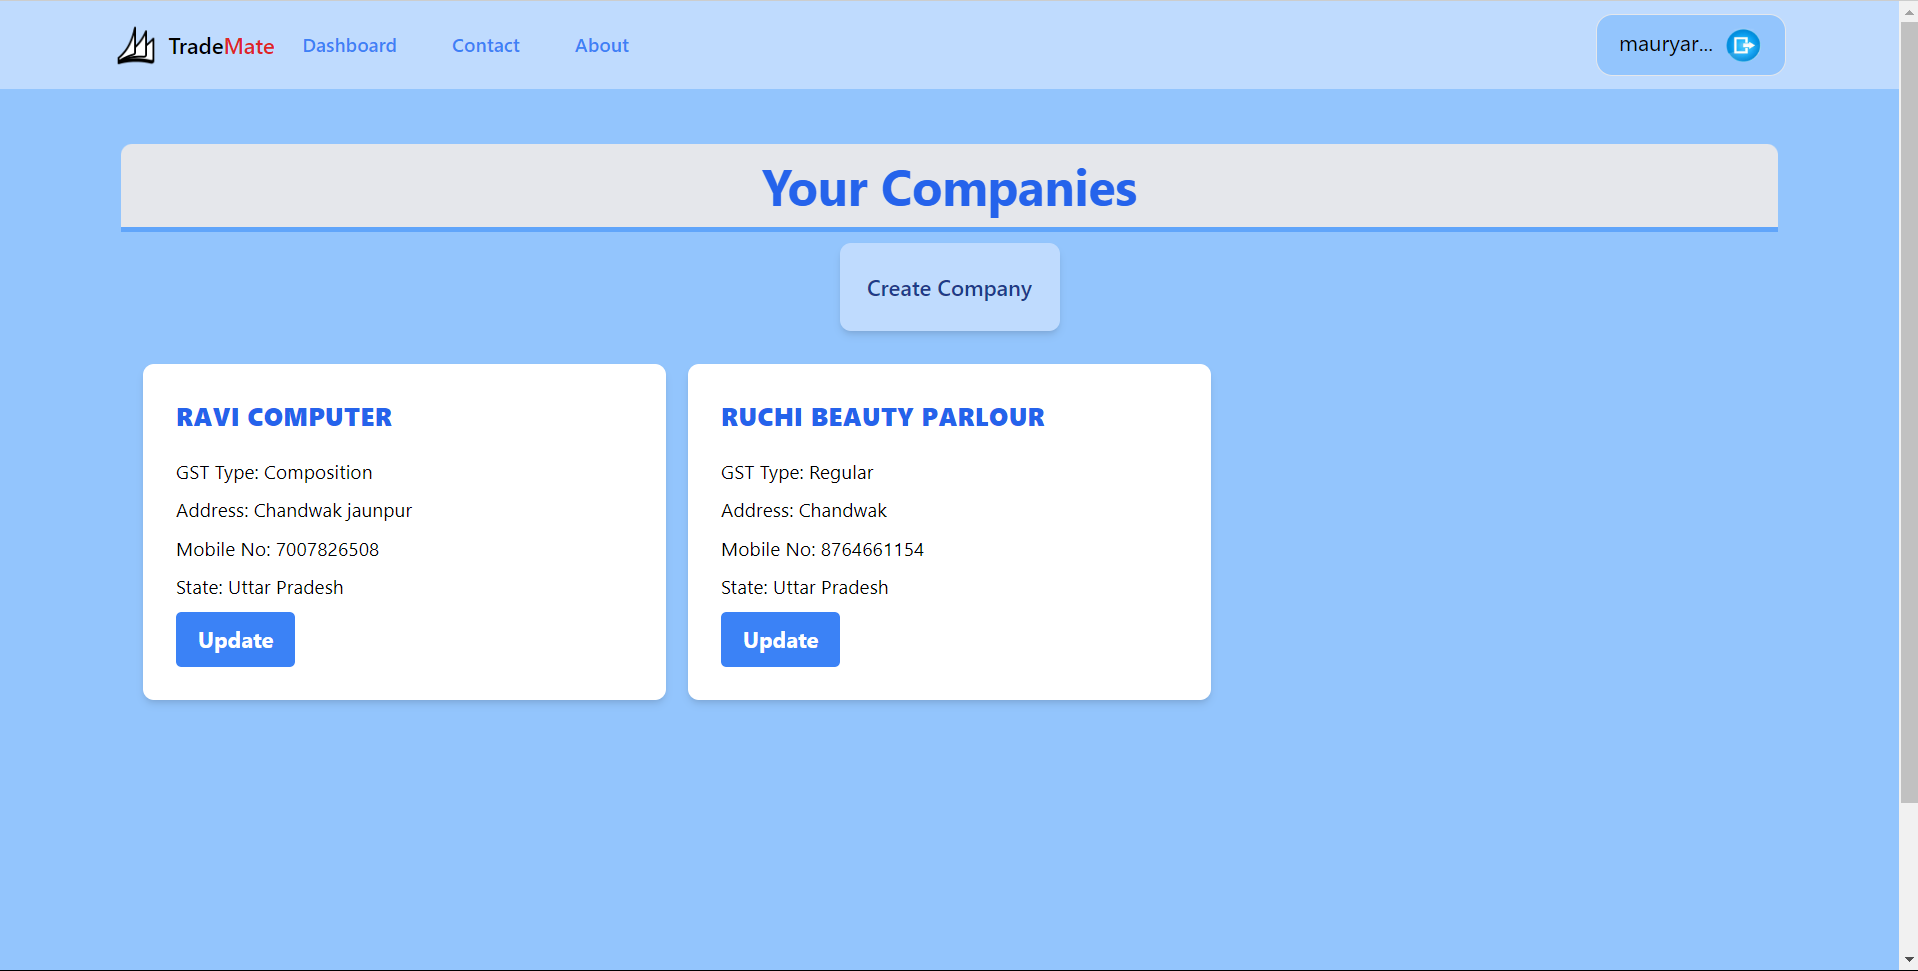 TradeMate Dashboard Contact About mauryar...
Your Companies
Create Company
RAVI COMPUTER
GST Type: Composition
Address: Chandwak jaunpur
Mobile No: 7007826508
State: Uttar Pradesh
Update
RUCHI BEAUTY PARLOUR
GST Type: Regular
Address: Chandwak
Mobile No: 8764661154
State: Uttar Pradesh
Update